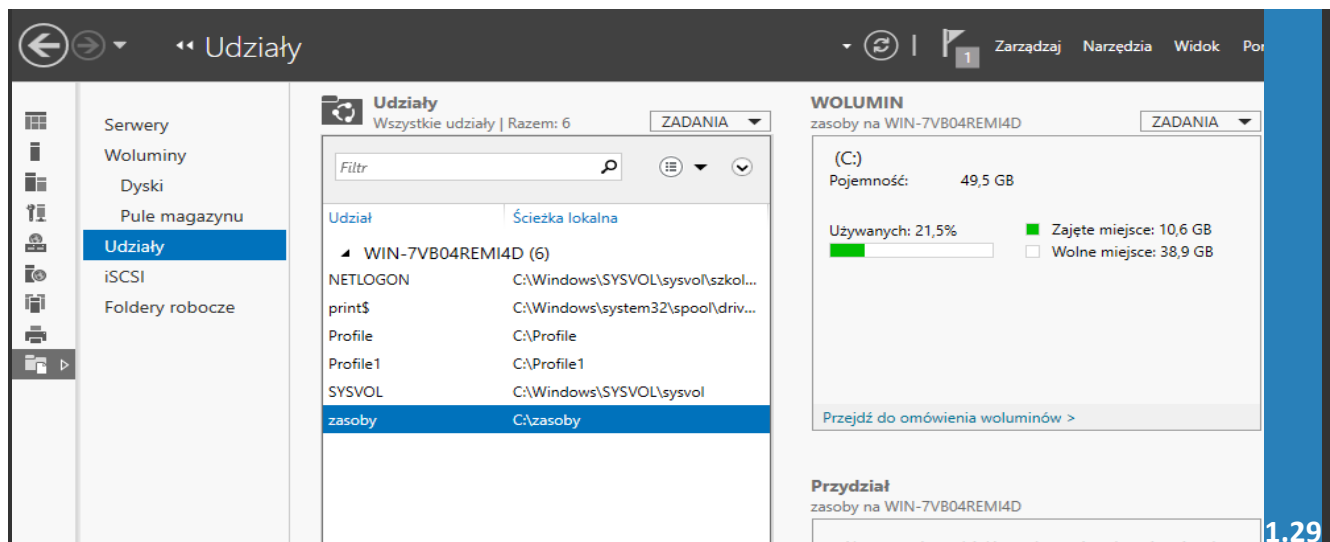 Udziały
1
Zarządzaj Narzędzia Widok
Serwery
Woluminy
Dyski
Pule magazynu
Udziały
iSCSI
Foldery robocze
Udziały
Wszystkie udziały | Razem: 6
ZADANIA
Filtr
Udział Ścieżka lokalna
WIN-7VB04REMI4D (6)
NETLOGON C:\Windows\SYSVOL\sysvol\szkol...
print$ C:\Windows\system32\spool\driv...
Profile C:\Profile
Profile1 C:\Profile1
SYSVOL C:\Windows\SYSVOL\sysvol
zasoby C:\zasoby
WOLUMIN
zasoby na WIN-7VB04REMI4D
ZADANIA
(C:)
Pojemność: 49,5 GB
Używanych: 21,5%
Zajęte miejsce: 10,6 GB
Wolne miejsce: 38,9 GB
Przejdź do omówienia woluminów >
Przydział
zasoby na WIN-7VB04REMI4D
1.29